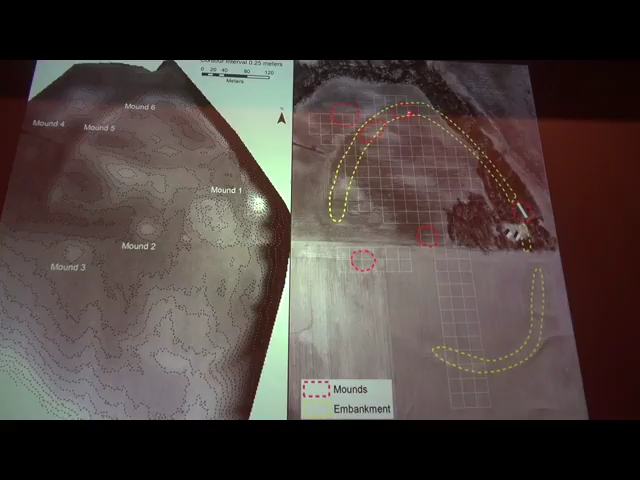 Contour Interval 0.25 meters
0 20 40 80 120
Meters
N
Mound 6
Mound 4
Mound 5
Mound 1
Mound 2
Mound 3
Mounds
Embankment